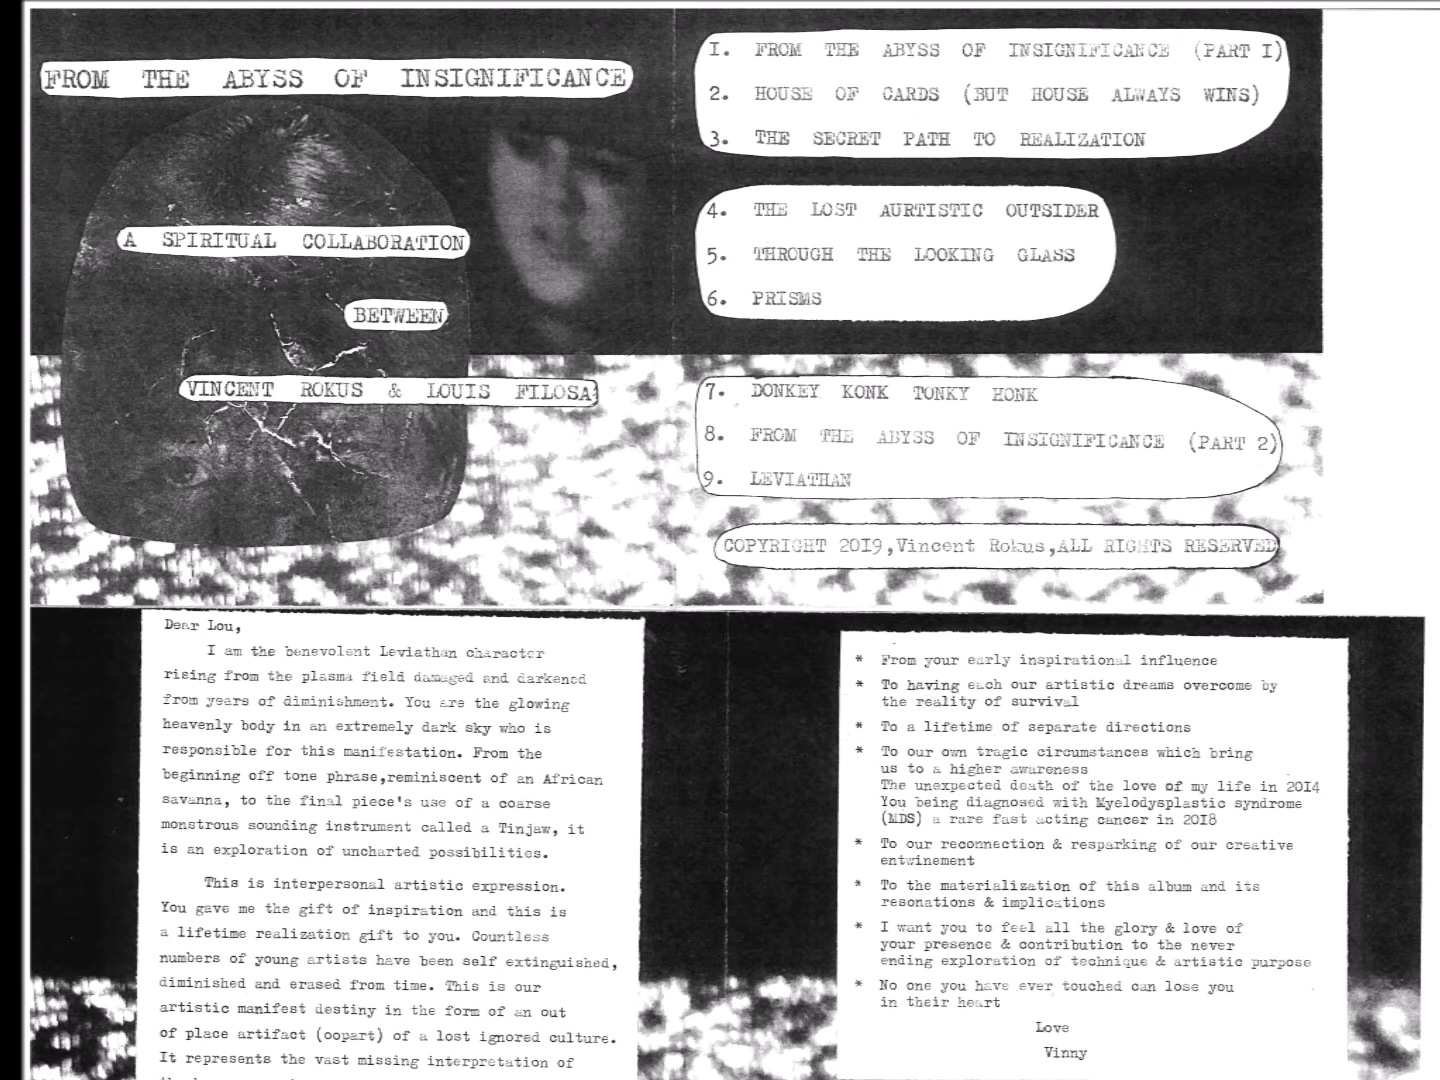 FROM THE ABYSS OF INSIGNIFICANCE
A SPIRITUAL COLLABORATION
BETWEEN
VINCENT ROKUS & LOUIS FILOSA
1. FROM THE ABYSS OF INSIGNIFICANCE (PART I)
2. HOUSE OF CARDS (BUT HOUSE ALWAYS WINS)
3. THE SECRET PATH TO REALIZATION
4. THE LOST AURTISTIC OUTSIDER
5. THROUGH THE LOOKING GLASS
6. PRISMS
7. DONKEY KONK TONKY HONK
8. FROM THE ABYSS OF INSIGNIFICANCE (PART 2)
9. LEVIATHAN
COPYRIGHT 2019,Vincent Rokus,ALL RIGHTS RESERVED
Dear Lou,
I am the benevolent Leviathan character
rising from the plasma field damaged and darkened
from years of diminishment. You are the glowing
heavenly body in an extremely dark sky who is
responsible for this manifestation. From the
beginning off tone phrase,reminiscent of an African
savanna, to the final piece's use of a coarse
monstrous sounding instrument called a Tinjaw, it
is an exploration of uncharted possibilities.
This is interpersonal artistic expression.
You gave me the gift of inspiration and this is
a lifetime realization gift to you. Countless
numbers of young artists have been self extinguished,
diminished and erased from time. This is our
artistic manifest destiny in the form of an out
of place artifact (oopart) of a lost ignored culture.
It represents the vast missing interpretation of
* From your early inspirational influence
* To having each our artistic dreams overcome by
the reality of survival
* To a lifetime of separate directions
* To our own tragic circumstances which bring
us to a higher awareness
The unexpected death of the love of my life in 2014
You being diagnosed with Myelodysplastic syndrome
(MDS) a rare fast acting cancer in 2018
* To our reconnection & resparking of our creative
entwinement
* To the materialization of this album and its
resonations & implications
* I want you to feel all the glory & love of
your presence & contribution to the never
ending exploration of technique & artistic purpose
* No one you have ever touched can lose you
in their heart
Love
Vinny